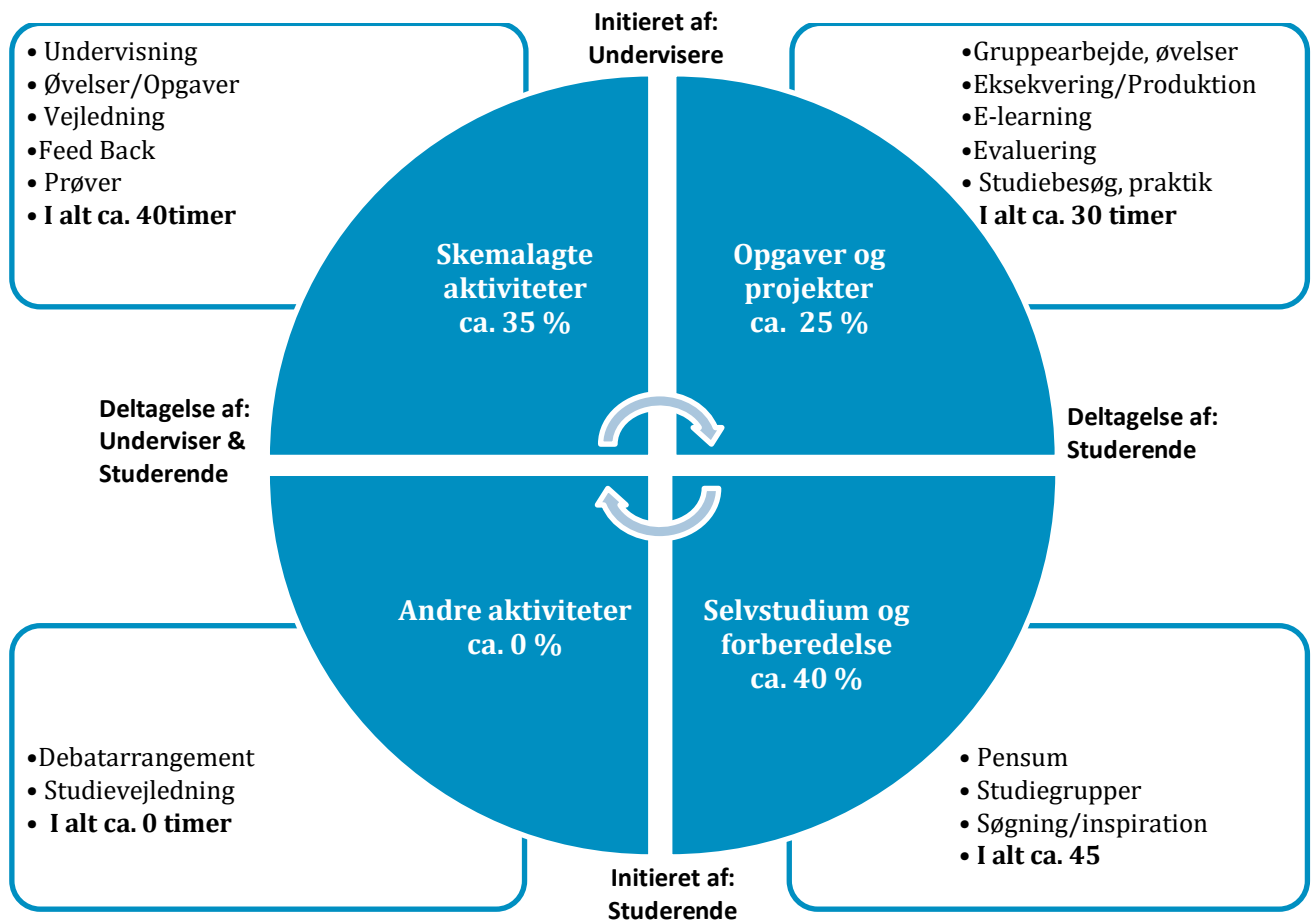 Initieret af:
Undervisere
• Undervisning
• Øvelser/Opgaver
• Vejledning
•Feed Back
• Prøver
• I alt ca. 40timer
•Gruppearbejde, øvelser
•Eksekvering/Produktion
•E-learning
•Evaluering
• Studiebesøg, praktik
I alt ca. 30 timer
Skemalagte
aktiviteter
ca. 35 %
Opgaver og
projekter
ca. 25 %
Deltagelse af:
Underviser &
Studerende
Deltagelse af:
Studerende
Andre aktiviteter
ca. 0 %
Selvstudium og
forberedelse
ca. 40 %
•Debatarrangement
• Studievejledning
• I alt ca. 0 timer
• Pensum
• Studiegrupper
• Søgning/inspiration
• I alt ca. 45
Initieret af:
Studerende